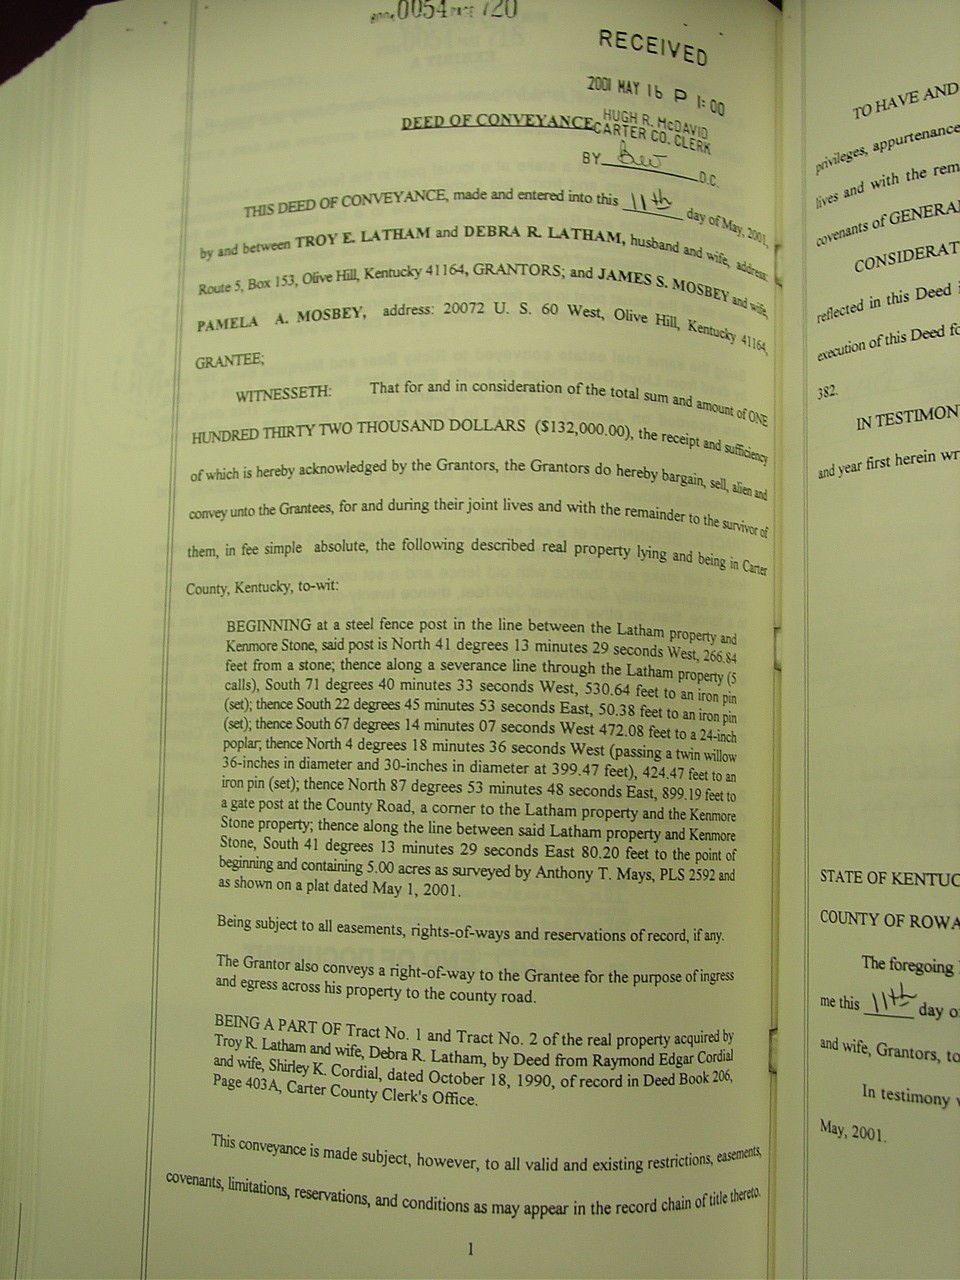 0054 720
RECEIVED
2001 MAY 16 P 1:00
HUGH R. McDAVID
CARTER CO. CLERK
BY D.C.
DEED OF CONVEYANCE
THIS DEED OF CONVEYANCE, made and entered into this 11th day of May, 2001,
by and between TROY E. LATHAM and DEBRA R. LATHAM, husband and wife, address:
Route 5, Box 153, Olive Hill, Kentucky 41164, GRANTORS; and JAMES S. MOSBEY and wife,
PAMELA A. MOSBEY, address: 20072 U. S. 60 West, Olive Hill, Kentucky 41164,
GRANTEE;
WITNESSETH: That for and in consideration of the total sum and amount of ONE
HUNDRED THIRTY TWO THOUSAND DOLLARS ($132,000.00), the receipt and sufficiency
of which is hereby acknowledged by the Grantors, the Grantors do hereby bargain, sell, alien and
convey unto the Grantees, for and during their joint lives and with the remainder to the survivor of
them, in fee simple absolute, the following described real property lying and being in Carter
County, Kentucky, to-wit:
BEGINNING at a steel fence post in the line between the Latham property and
Kenmore Stone, said post is North 41 degrees 13 minutes 29 seconds West, 266.84
feet from a stone; thence along a severance line through the Latham property (5
calls), South 71 degrees 40 minutes 33 seconds West, 530.64 feet to an iron pin
(set); thence South 22 degrees 45 minutes 53 seconds East, 50.38 feet to an iron pin
(set); thence South 67 degrees 14 minutes 07 seconds West 472.08 feet to a 24-inch
poplar; thence North 4 degrees 18 minutes 36 seconds West (passing a twin willow
36-inches in diameter and 30-inches in diameter at 399.47 feet), 424.47 feet to an
iron pin (set); thence North 87 degrees 53 minutes 48 seconds East, 899.19 feet to
a gate post at the County Road, a corner to the Latham property and the Kenmore
Stone property; thence along the line between said Latham property and Kenmore
Stone, South 41 degrees 13 minutes 29 seconds East 80.20 feet to the point of
beginning and containing 5.00 acres as surveyed by Anthony T. Mays, PLS 2592 and
as shown on a plat dated May 1, 2001.
Being subject to all easements, rights-of-ways and reservations of record, if any.
The Grantor also conveys a right-of-way to the Grantee for the purpose of ingress
and egress across his property to the county road.
BEING A PART OF Tract No. 1 and Tract No. 2 of the real property acquired by
Troy R. Latham and wife, Debra R. Latham, by Deed from Raymond Edgar Cordial
and wife, Shirley K. Cordial, dated October 18, 1990, of record in Deed Book 206,
Page 403A, Carter County Clerk's Office.
This conveyance is made subject, however, to all valid and existing restrictions, easements,
covenants, limitations, reservations, and conditions as may appear in the record chain of title thereto.
1
TO HAVE AND
privileges, appurtenance
lives and with the rem
covenants of GENERA
CONSIDERAT
reflected in this Deed i
execution of this Deed fo
382.
IN TESTIMON
and year first herein wr
STATE OF KENTUC
COUNTY OF ROWA
The foregoing
me this 11th day o
and wife, Grantors, to
In testimony w
May, 2001.